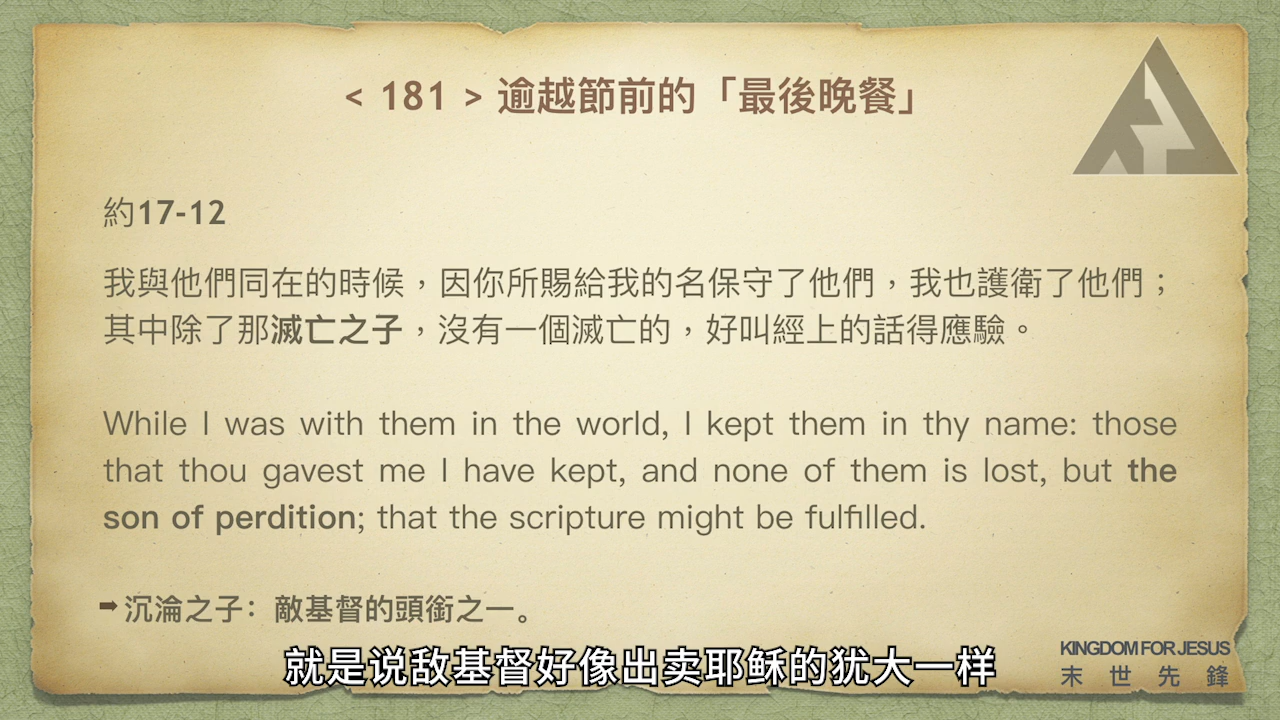 < 181 > 逾越節前的「最後晚餐」
約17-12
我與他們同在的時候，因你所賜給我的名保守了他們，我也護衛了他們；
其中除了那滅亡之子，沒有一個滅亡的，好叫經上的話得應驗。
While I was with them in the world, I kept them in thy name: those
that thou gavest me I have kept, and none of them is lost, but the
son of perdition; that the scripture might be fulfilled.
➡沉淪之子：敵基督的頭銜之一。
就是说敌基督好像出卖耶稣的犹大一样
KINGDOM FOR JESUS
末世先鋒